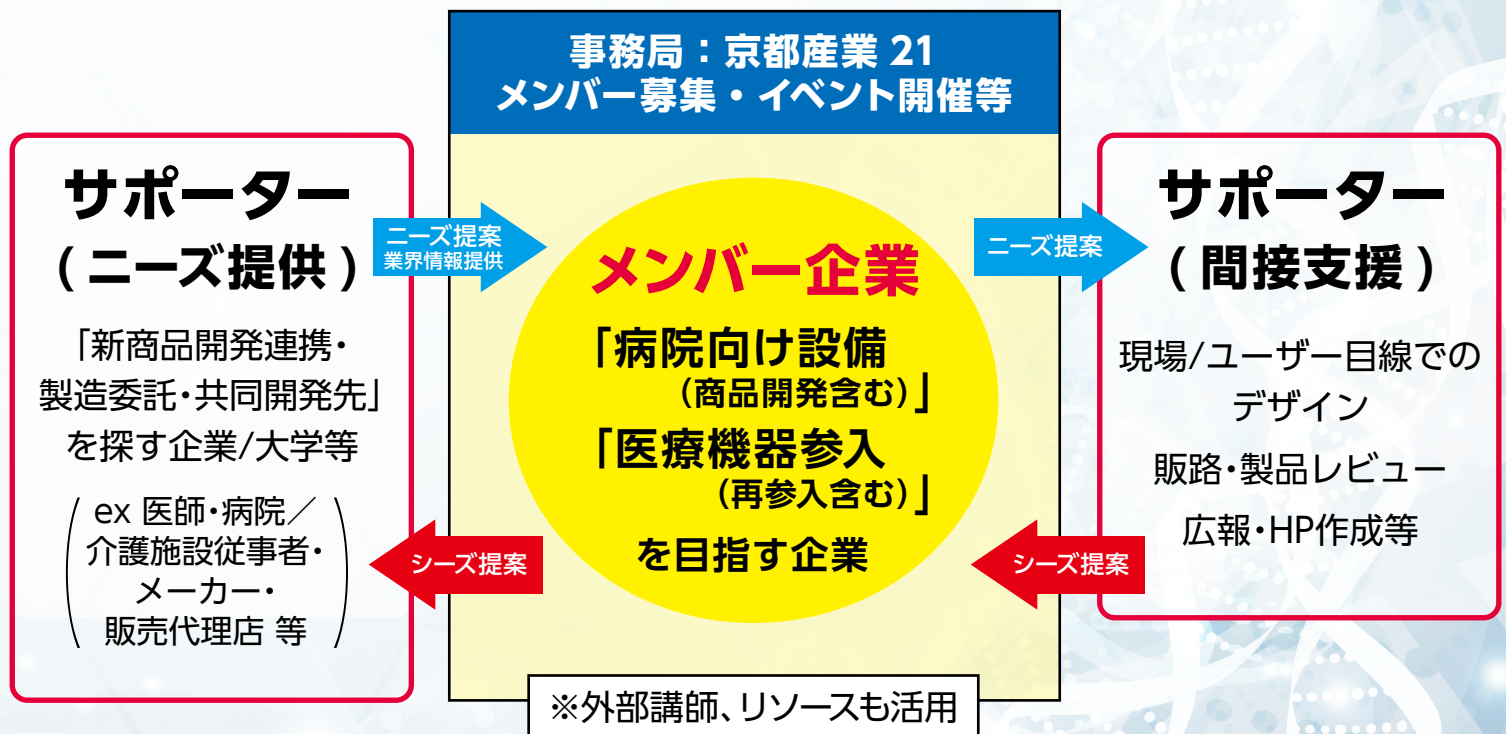 事務局：京都産業 21
メンバー募集・イベント開催等
サポーター
( ニーズ提供 )
「新商品開発連携・
製造委託・共同開発先」
を探す企業/大学等
ex 医師・病院／
介護施設従事者・
メーカー・
販売代理店 等
ニーズ提案
業界情報提供
シーズ提案
メンバー企業
「病院向け設備
（商品開発含む）」
「医療機器参入
（再参入含む）」
を目指す企業
ニーズ提案
シーズ提案
サポーター
( 間接支援 )
現場/ユーザー目線での
デザイン
販路・製品レビュー
広報・HP作成等
※外部講師、リソースも活用